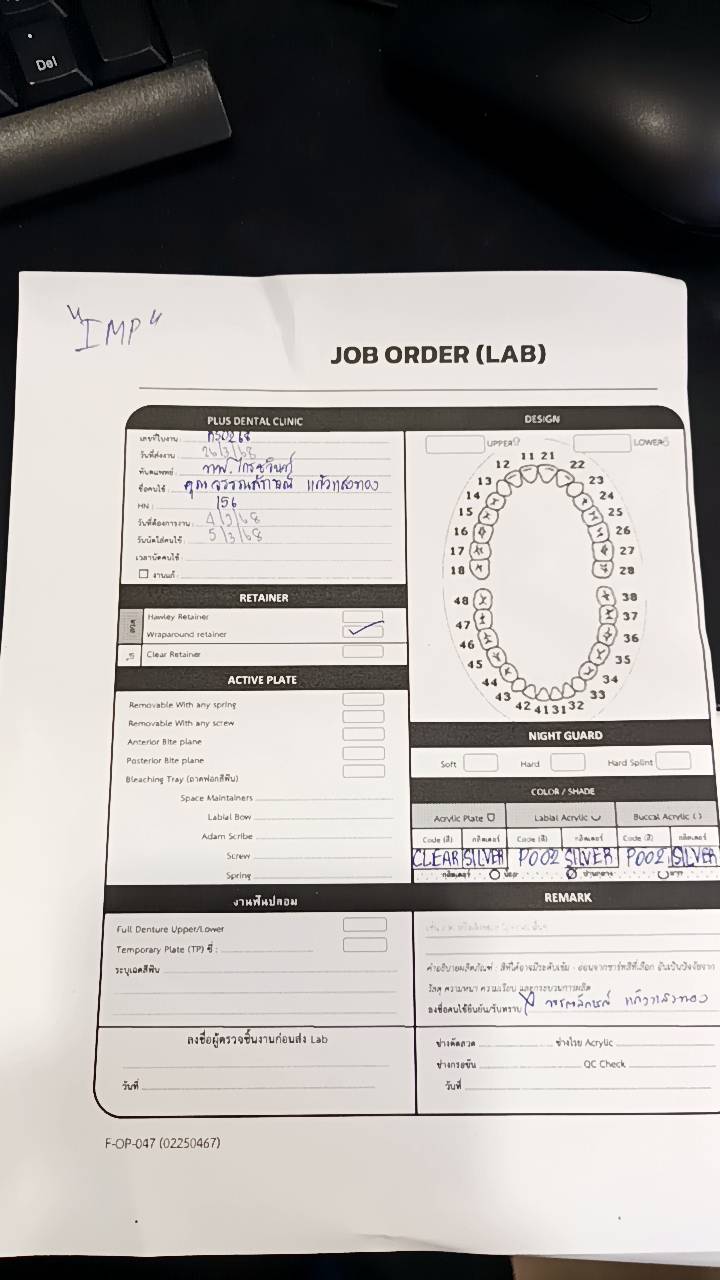 Del
"IMP"
JOB ORDER (LAB)
PLUS DENTAL CLINIC
เลขที่ใบงาน
วันที่ส่งงาน 26/3/68
ทันตแพทย์ ทพ.
ชื่อคนไข้ คุณ แก้วแสงทอง
HN : 156
วันที่ต้องการงาน 4/3/68
วันนัดใส่คนไข้ 5/3/68
เวลานัดคนไข้
งานแก้
DESIGN
UPPER
LOWER
11 21
12 22
13 23
14 24
15 25
16 26
17 27
18 28
48 38
47 37
46 36
45 35
44 34
43 33
42 41 31 32
RETAINER
ลวด
Hawley Retainer
Wraparound retainer ✓
.5 Clear Retainer
ACTIVE PLATE
Removable With any spring
Removable With any screw
Anterior Bite plane
Posterior Bite plane
Bleaching Tray (ถาดฟอกสีฟัน)
Space Maintainers
Labial Bow
Adam Scribe
Screw
Spring
NIGHT GUARD
Soft Hard Hard Splint
COLOR / SHADE
Acrylic Plate Labial Acrylic Buccal Acrylic ( )
Code (สี) กลิตเตอร์ Code (สี) กลิตเตอร์ Code (สี) กลิตเตอร์
CLEAR SILVER P002 SILVER P002 SILVER
กลิตเตอร์ น้อย ปานกลาง มาก
งานฟันปลอม
Full Denture Upper/Lower
Temporary Plate (TP) ซี่ :
ระบุเฉดสีฟัน
REMARK
คำอธิบายผลิตภัณฑ์ : สีที่ได้อาจมีระดับเข้ม - อ่อนจากชาร์ทสีที่เลือก อันเป็นปัจจัยจาก
วัสดุ ความหนา ความเรียบ และกระบวนการผลิต
ลงชื่อคนไข้ยืนยัน/รับทราบ แก้วแสงทอง
ลงชื่อผู้ตรวจชิ้นงานก่อนส่ง Lab
วันที่
ช่างดัดลวด ช่างโรย Acrylic
ช่างกรอขัด QC Check
วันที่
F-OP-047 (02250467)